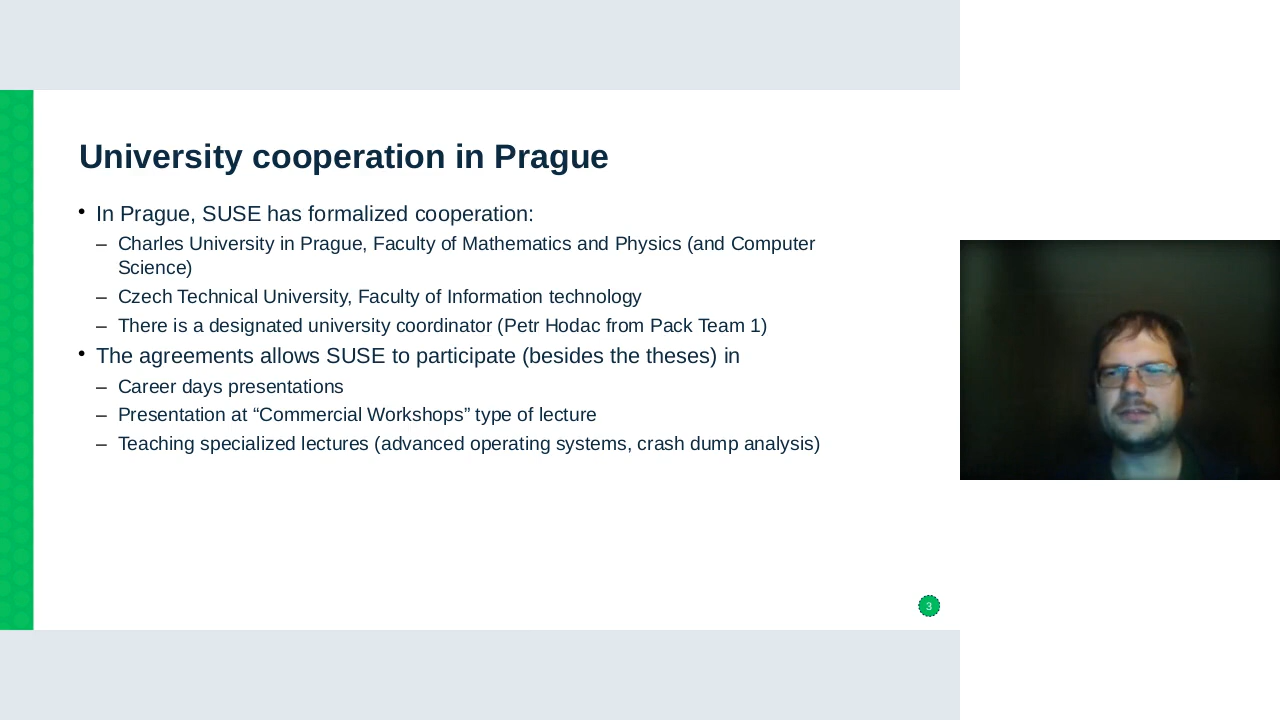 University cooperation in Prague
• In Prague, SUSE has formalized cooperation:
– Charles University in Prague, Faculty of Mathematics and Physics (and Computer
Science)
– Czech Technical University, Faculty of Information technology
– There is a designated university coordinator (Petr Hodac from Pack Team 1)
• The agreements allows SUSE to participate (besides the theses) in
– Career days presentations
– Presentation at “Commercial Workshops” type of lecture
– Teaching specialized lectures (advanced operating systems, crash dump analysis)
3